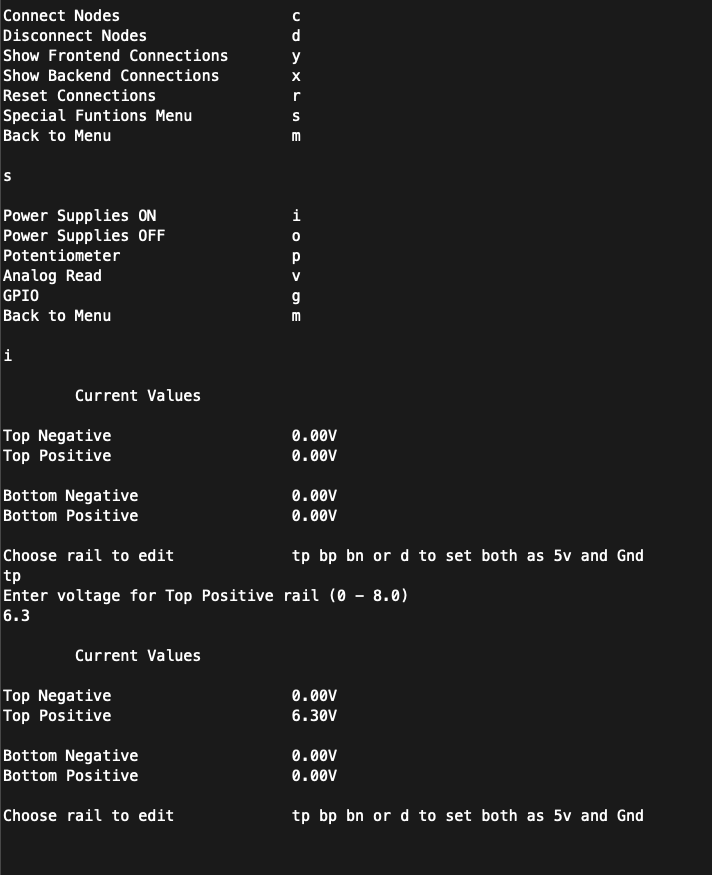 Connect Nodes                   c
Disconnect Nodes                d
Show Frontend Connections       y
Show Backend Connections        x
Reset Connections               r
Special Funtions Menu           s
Back to Menu                    m
s
Power Supplies ON               i
Power Supplies OFF              o
Potentiometer                   p
Analog Read                     v
GPIO                            g
Back to Menu                    m
i
Current Values
Top Negative                    0.00V
Top Positive                    0.00V
Bottom Negative                 0.00V
Bottom Positive                 0.00V
Choose rail to edit             tp bp bn or d to set both as 5v and Gnd
tp
Enter voltage for Top Positive rail (0 – 8.0)
6.3
Current Values
Top Negative                    0.00V
Top Positive                    6.30V
Bottom Negative                 0.00V
Bottom Positive                 0.00V
Choose rail to edit             tp bp bn or d to set both as 5v and Gnd